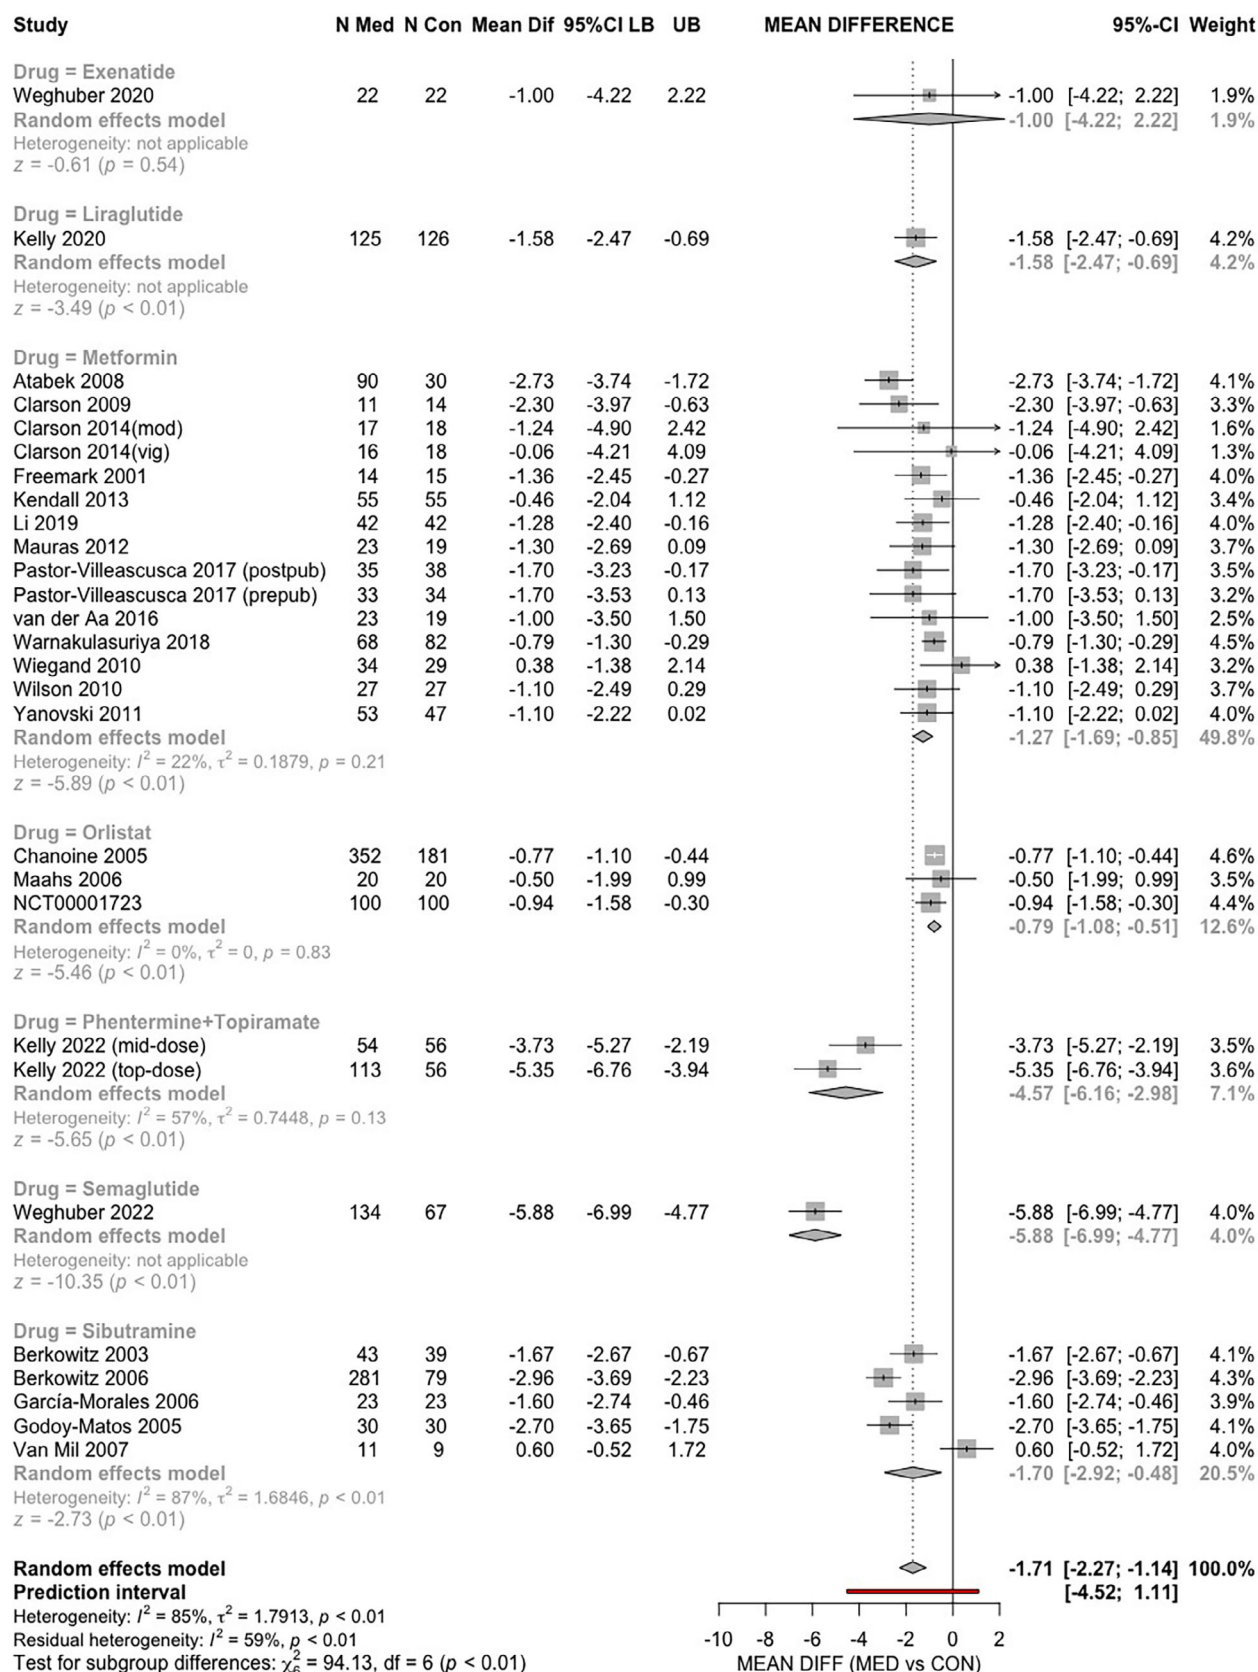 Study N Med N Con Mean Dif 95%CI LB UB MEAN DIFFERENCE 95%-CI Weight
Drug = Exenatide
Weghuber 2020 22 22 -1.00 -4.22 2.22 -1.00 [-4.22; 2.22] 1.9%
Random effects model -1.00 [-4.22; 2.22] 1.9%
Heterogeneity: not applicable
z = -0.61 (p = 0.54)
Drug = Liraglutide
Kelly 2020 125 126 -1.58 -2.47 -0.69 -1.58 [-2.47; -0.69] 4.2%
Random effects model -1.58 [-2.47; -0.69] 4.2%
Heterogeneity: not applicable
z = -3.49 (p < 0.01)
Drug = Metformin
Atabek 2008 90 30 -2.73 -3.74 -1.72 -2.73 [-3.74; -1.72] 4.1%
Clarson 2009 11 14 -2.30 -3.97 -0.63 -2.30 [-3.97; -0.63] 3.3%
Clarson 2014(mod) 17 18 -1.24 -4.90 2.42 -1.24 [-4.90; 2.42] 1.6%
Clarson 2014(vig) 16 18 -0.06 -4.21 4.09 -0.06 [-4.21; 4.09] 1.3%
Freemark 2001 14 15 -1.36 -2.45 -0.27 -1.36 [-2.45; -0.27] 4.0%
Kendall 2013 55 55 -0.46 -2.04 1.12 -0.46 [-2.04; 1.12] 3.4%
Li 2019 42 42 -1.28 -2.40 -0.16 -1.28 [-2.40; -0.16] 4.0%
Mauras 2012 23 19 -1.30 -2.69 0.09 -1.30 [-2.69; 0.09] 3.7%
Pastor-Villeascusca 2017 (postpub) 35 38 -1.70 -3.23 -0.17 -1.70 [-3.23; -0.17] 3.5%
Pastor-Villeascusca 2017 (prepub) 33 34 -1.70 -3.53 0.13 -1.70 [-3.53; 0.13] 3.2%
van der Aa 2016 23 19 -1.00 -3.50 1.50 -1.00 [-3.50; 1.50] 2.5%
Warnakulasuriya 2018 68 82 -0.79 -1.30 -0.29 -0.79 [-1.30; -0.29] 4.5%
Wiegand 2010 34 29 0.38 -1.38 2.14 0.38 [-1.38; 2.14] 3.2%
Wilson 2010 27 27 -1.10 -2.49 0.29 -1.10 [-2.49; 0.29] 3.7%
Yanovski 2011 53 47 -1.10 -2.22 0.02 -1.10 [-2.22; 0.02] 4.0%
Random effects model -1.27 [-1.69; -0.85] 49.8%
Heterogeneity: I² = 22%, τ² = 0.1879, p = 0.21
z = -5.89 (p < 0.01)
Drug = Orlistat
Chanoine 2005 352 181 -0.77 -1.10 -0.44 -0.77 [-1.10; -0.44] 4.6%
Maahs 2006 20 20 -0.50 -1.99 0.99 -0.50 [-1.99; 0.99] 3.5%
NCT00001723 100 100 -0.94 -1.58 -0.30 -0.94 [-1.58; -0.30] 4.4%
Random effects model -0.79 [-1.08; -0.51] 12.6%
Heterogeneity: I² = 0%, τ² = 0, p = 0.83
z = -5.46 (p < 0.01)
Drug = Phentermine+Topiramate
Kelly 2022 (mid-dose) 54 56 -3.73 -5.27 -2.19 -3.73 [-5.27; -2.19] 3.5%
Kelly 2022 (top-dose) 113 56 -5.35 -6.76 -3.94 -5.35 [-6.76; -3.94] 3.6%
Random effects model -4.57 [-6.16; -2.98] 7.1%
Heterogeneity: I² = 57%, τ² = 0.7448, p = 0.13
z = -5.65 (p < 0.01)
Drug = Semaglutide
Weghuber 2022 134 67 -5.88 -6.99 -4.77 -5.88 [-6.99; -4.77] 4.0%
Random effects model -5.88 [-6.99; -4.77] 4.0%
Heterogeneity: not applicable
z = -10.35 (p < 0.01)
Drug = Sibutramine
Berkowitz 2003 43 39 -1.67 -2.67 -0.67 -1.67 [-2.67; -0.67] 4.1%
Berkowitz 2006 281 79 -2.96 -3.69 -2.23 -2.96 [-3.69; -2.23] 4.3%
García-Morales 2006 23 23 -1.60 -2.74 -0.46 -1.60 [-2.74; -0.46] 3.9%
Godoy-Matos 2005 30 30 -2.70 -3.65 -1.75 -2.70 [-3.65; -1.75] 4.1%
Van Mil 2007 11 9 0.60 -0.52 1.72 0.60 [-0.52; 1.72] 4.0%
Random effects model -1.70 [-2.92; -0.48] 20.5%
Heterogeneity: I² = 87%, τ² = 1.6846, p < 0.01
z = -2.73 (p < 0.01)
Random effects model -1.71 [-2.27; -1.14] 100.0%
Prediction interval [-4.52; 1.11]
Heterogeneity: I² = 85%, τ² = 1.7913, p < 0.01
Residual heterogeneity: I² = 59%, p < 0.01
Test for subgroup differences: χ²₆ = 94.13, df = 6 (p < 0.01)
-10 -8 -6 -4 -2 0 2
MEAN DIFF (MED vs CON)